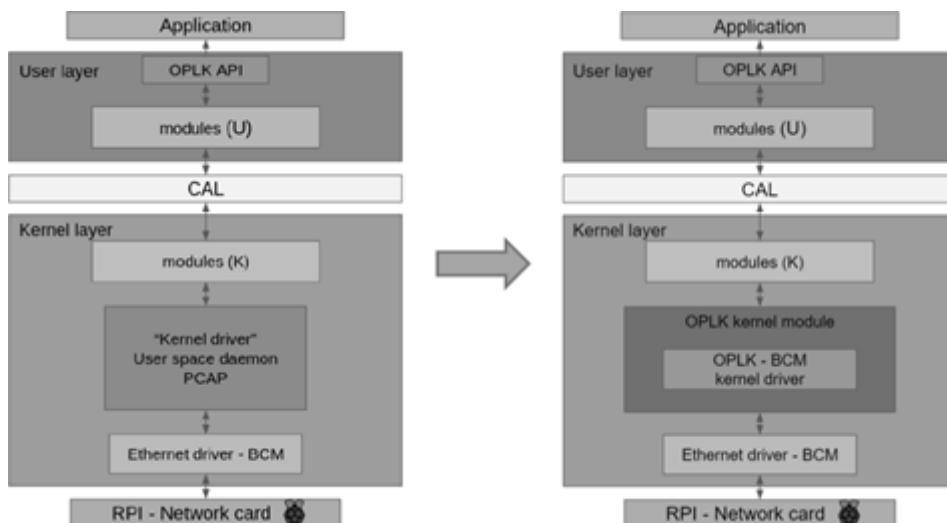 Application
User layer
OPLK API
modules (U)
CAL
Kernel layer
modules (K)
"Kernel driver"
User space daemon
PCAP
Ethernet driver - BCM
RPI - Network card
Application
User layer
OPLK API
modules (U)
CAL
Kernel layer
modules (K)
OPLK kernel module
OPLK - BCM
kernel driver
Ethernet driver - BCM
RPI - Network card